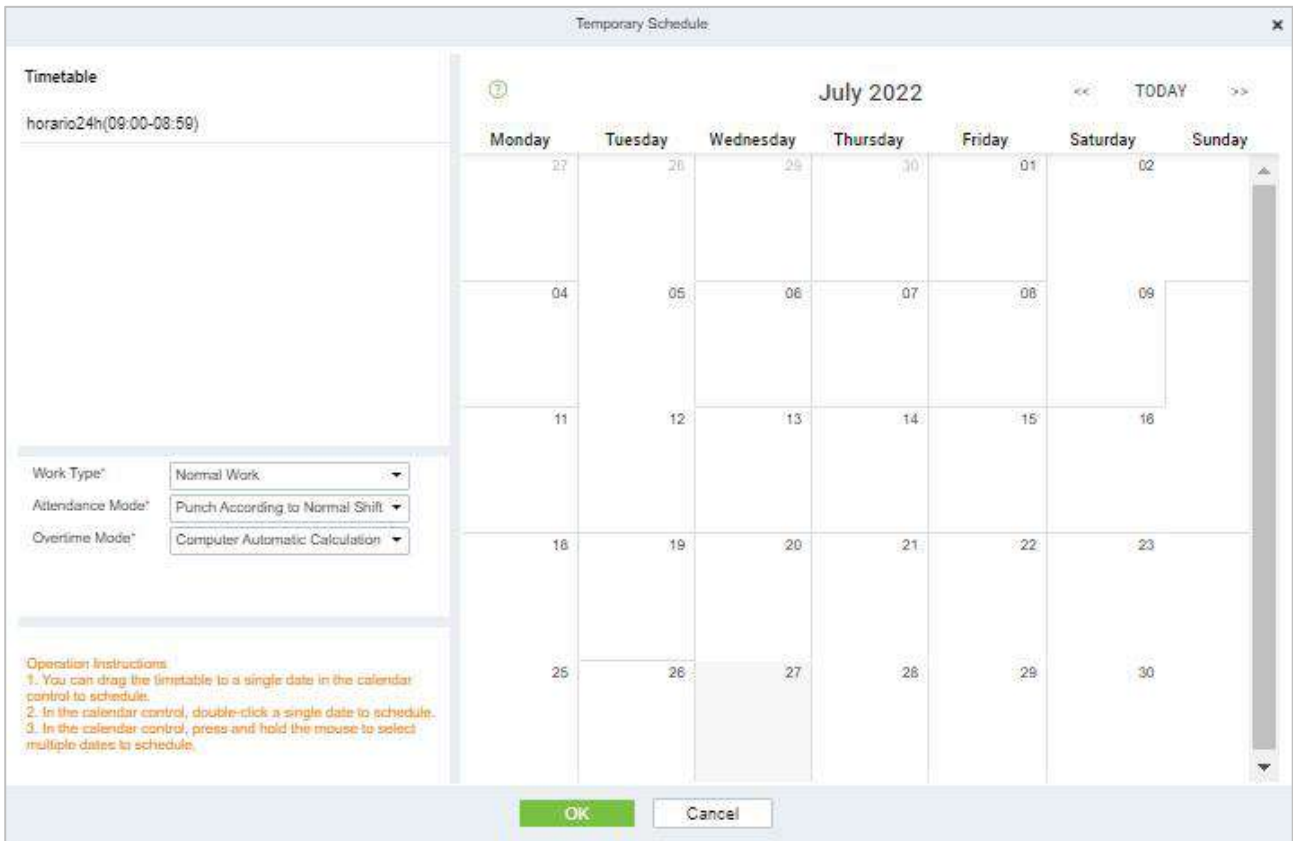 Temporary Schedule ×
Timetable
horario24h(09:00-08:59)
Work Type* Normal Work
Attendance Mode* Punch According to Normal Shift
Overtime Mode* Computer Automatic Calculation
Operation Instructions
1. You can drag the timetable to a single date in the calendar
control to schedule.
2. In the calendar control, double-click a single date to schedule.
3. In the calendar control, press and hold the mouse to select
multiple dates to schedule.
? July 2022 << TODAY >>
Monday Tuesday Wednesday Thursday Friday Saturday Sunday
27 28 29 30 01 02
04 05 06 07 08 09
11 12 13 14 15 16
18 19 20 21 22 23
25 26 27 28 29 30
OK Cancel